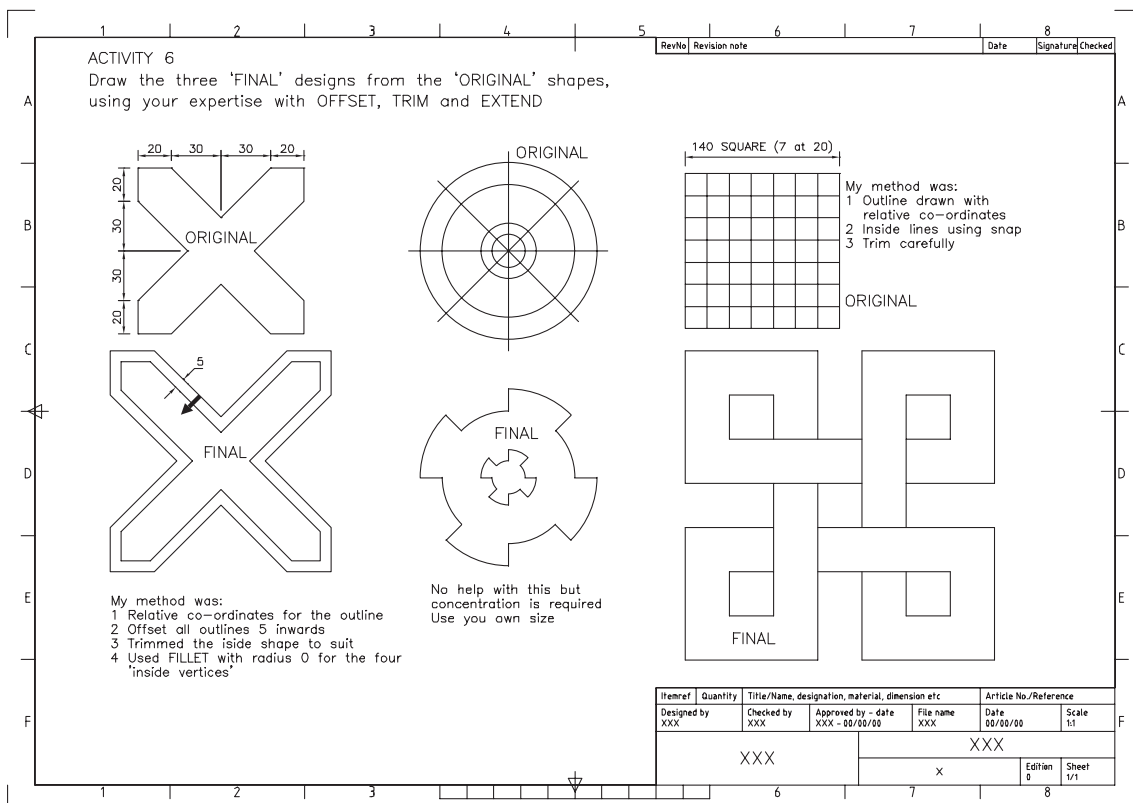 1 2 3 4 5 6 7 8
RevNo Revision note Date Signature Checked
ACTIVITY 6
Draw the three 'FINAL' designs from the 'ORIGINAL' shapes,
using your expertise with OFFSET, TRIM and EXTEND
A A
20 30 30 20
ORIGINAL
140 SQUARE (7 at 20)
20
30
30
20
ORIGINAL
My method was:
1 Outline drawn with
relative co-ordinates
2 Inside lines using snap
3 Trim carefully
B B
ORIGINAL
C C
5
FINAL
FINAL
D D
My method was:
1 Relative co-ordinates for the outline
2 Offset all outlines 5 inwards
3 Trimmed the iside shape to suit
4 Used FILLET with radius 0 for the four
'inside vertices'
No help with this but
concentration is required
Use you own size
FINAL
E E
Itemref Quantity Title/Name, designation, material, dimension etc Article No./Reference
Designed by Checked by Approved by - date File name Date Scale
XXX XXX XXX - 00/00/00 XXX 00/00/00 1:1
F F
XXX XXX
X Edition Sheet
0 1/1
1 2 3 6 7 8